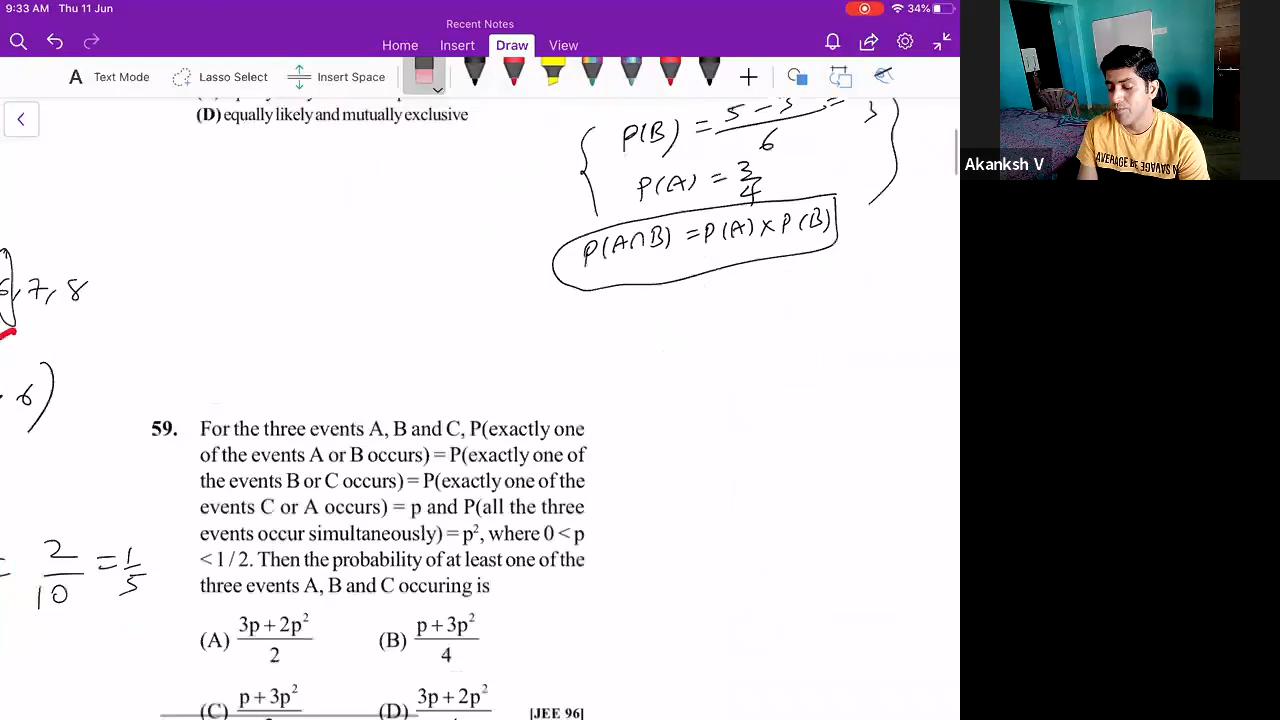 9:33 AM Thu 11 Jun
34%
Recent Notes
Home Insert Draw View
A Text Mode Lasso Select Insert Space
(D) equally likely and mutually exclusive
P(B) = 5 - 3 / 6 = 3
P(A) = 3/4
P(A∩B) = P(A) x P(B)
6, 7, 8
6)
= 2/10 = 1/5
59. For the three events A, B and C, P(exactly one
of the events A or B occurs) = P(exactly one of
the events B or C occurs) = P(exactly one of the
events C or A occurs) = p and P(all the three
events occur simultaneously) = p², where 0 < p
< 1 / 2. Then the probability of at least one of the
three events A, B and C occuring is
(A) 3p + 2p² / 2 (B) p + 3p² / 4
(C) p + 3p² (D) 3p + 2p²
[JEE 96]
Akanksh V
AVERAGE